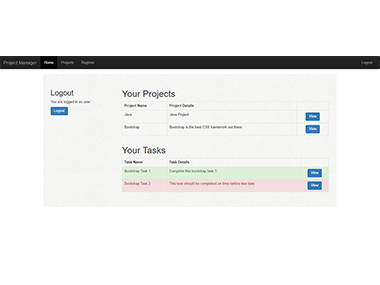 Project Manager Home Projects Register Logout
Logout
You are logged in as user
Logout
Your Projects
Project Name Project Details
Java Java Project View
Bootstrap Bootstrap is the best CSS framework out there View
Your Tasks
Task Name Task Details
Bootstrap Task 1 Complete this bootstrap task 1 View
Bootstrap Task 2 This task should be completed on time before due date View